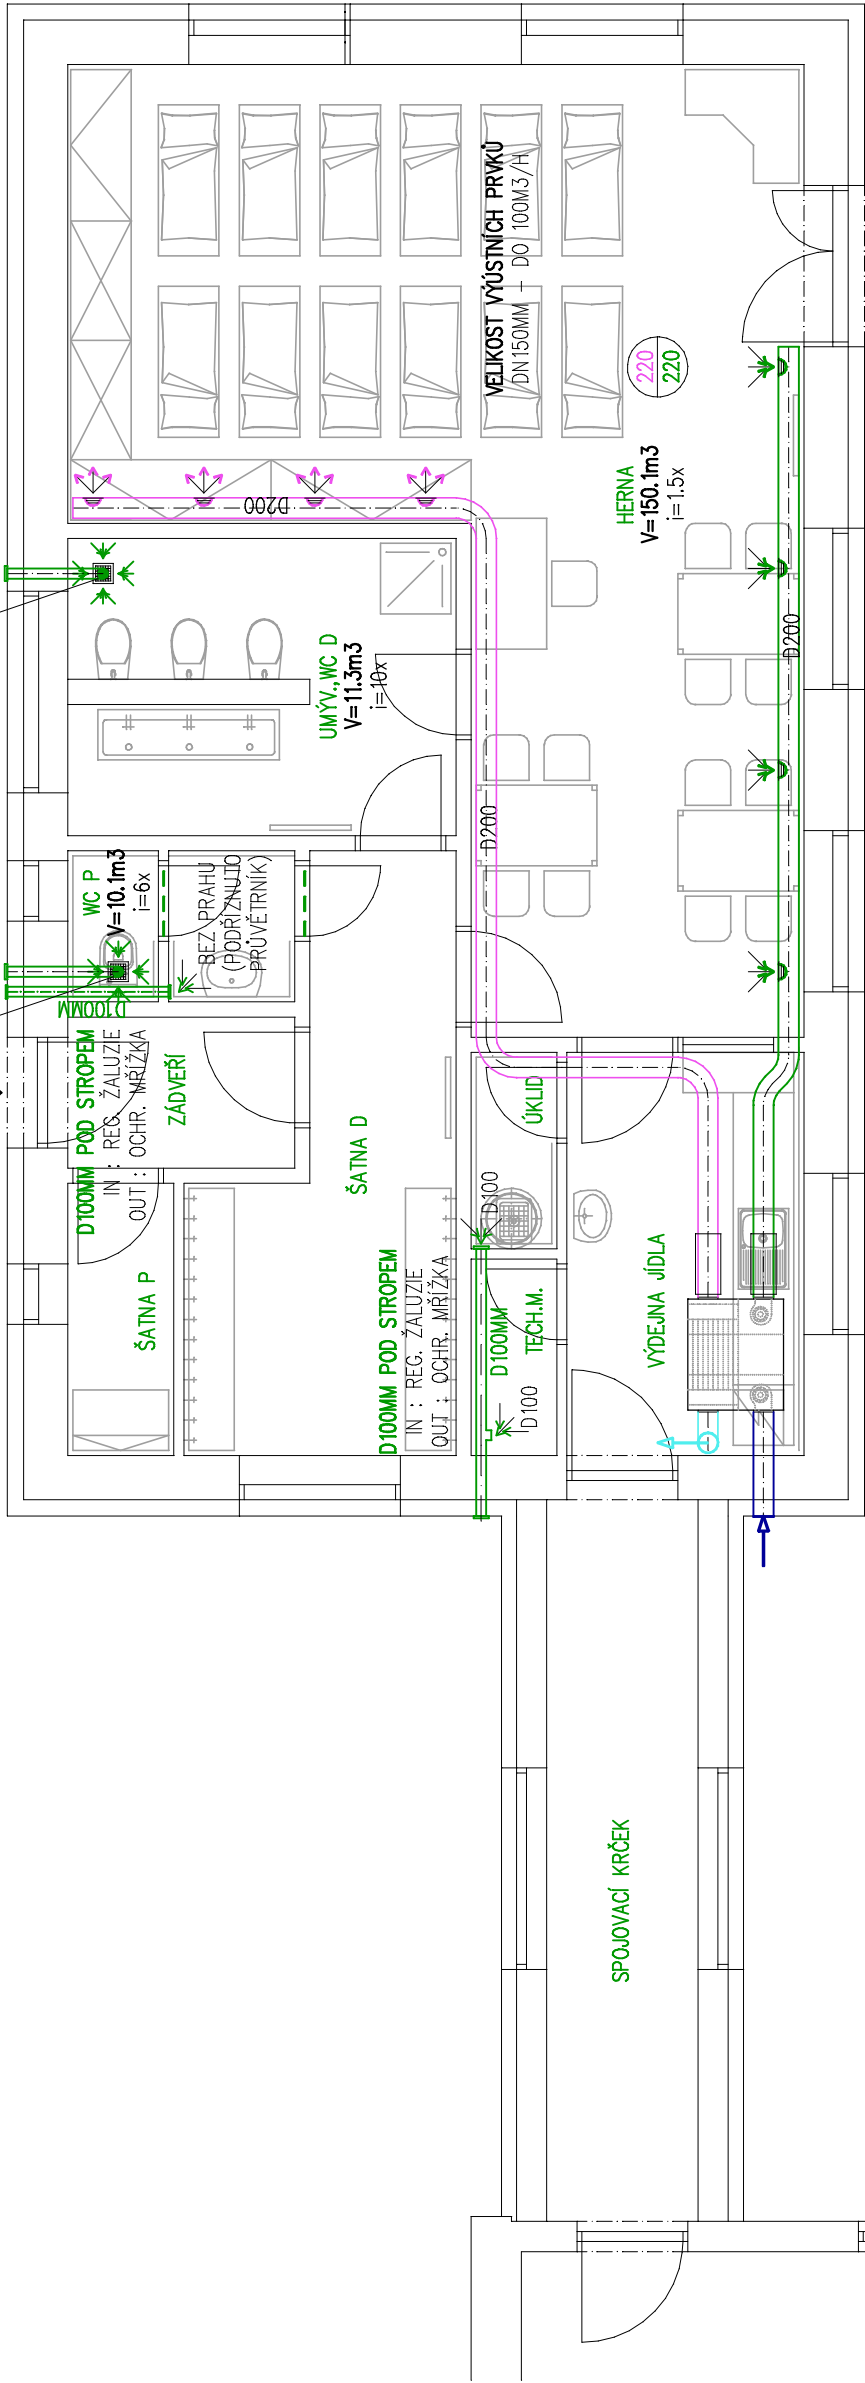 VELIKOST VÝÚSTNÍCH PRVKŮ
DN150MM – DO 100M3/H
220
220
D200
HERNA
V=150.1m3
i=1.5x
D200
UMÝV.,WC D
V=11.3m3
i=10x
D200
WC P
V=10.1m3
i=6x
BEZ PRAHU
(PODŘÍZNUTO
PRŮVĚTRNÍK)
D100MM
D100MM POD STROPEM
IN : REG. ŽALUZIE
OUT : OCHR. MŘÍŽKA
ZÁDVEŘÍ
ŠATNA D
ÚKLID
D100
ŠATNA P
D100MM POD STROPEM
IN : REG. ŽALUZIE
OUT : OCHR. MŘÍŽKA
D100MM
TECH.M.
D100
VÝDEJNA JÍDLA
SPOJOVACÍ KRČEK